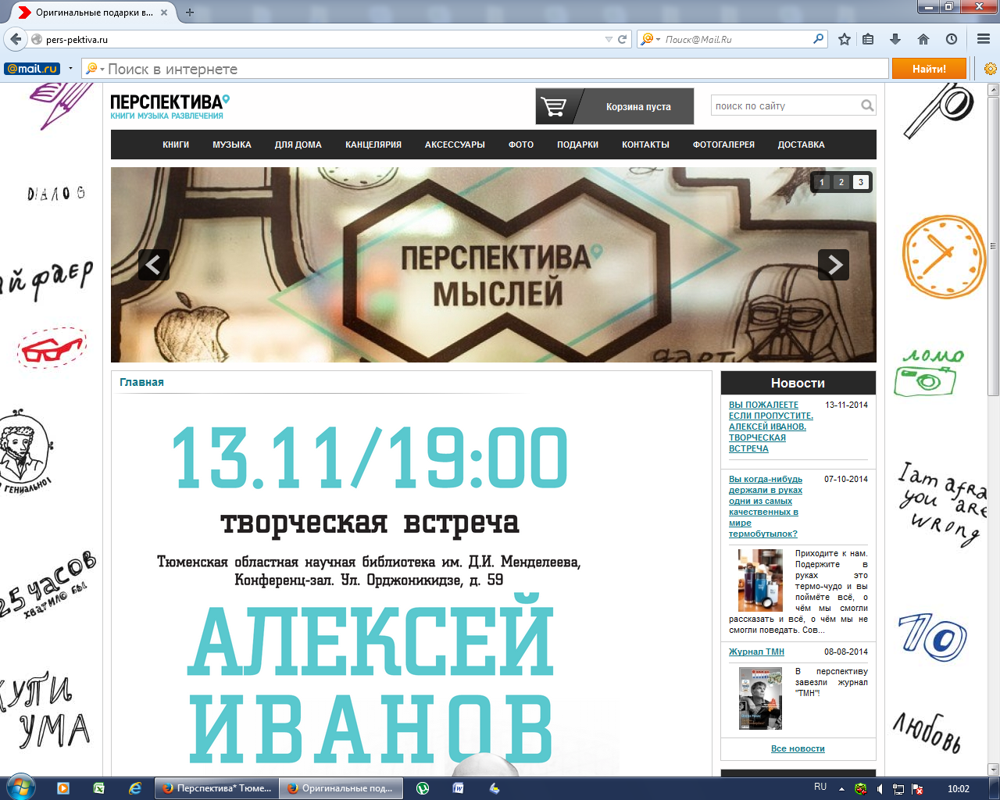 Оригинальные подарки в...
pers-pektiva.ru
Поиск@Mail.Ru
@mail.ru
Поиск в интернете
Найти!
ПЕРСПЕКТИВА
КНИГИ МУЗЫКА РАЗВЛЕЧЕНИЯ
Корзина пуста
поиск по сайту
КНИГИ МУЗЫКА ДЛЯ ДОМА КАНЦЕЛЯРИЯ АКСЕССУАРЫ ФОТО ПОДАРКИ КОНТАКТЫ ФОТОГАЛЕРЕЯ ДОСТАВКА
1 2 3
ПЕРСПЕКТИВА
МЫСЛЕЙ
дарт
Главная
13.11/19:00
творческая встреча
Тюменская областная научная библиотека им. Д.И. Менделеева,
Конференц-зал. Ул. Орджоникидзе, д. 59
АЛЕКСЕЙ
ИВАНОВ
Новости
ВЫ ПОЖАЛЕЕТЕ 13-11-2014
ЕСЛИ ПРОПУСТИТЕ.
АЛЕКСЕЙ ИВАНОВ.
ТВОРЧЕСКАЯ
ВСТРЕЧА
Вы когда-нибудь 07-10-2014
держали в руках
одни из самых
качественных в
мире
термобутылок?
Приходите к нам.
Подержите в
руках это
термо-чудо и вы
поймёте всё, о
чём мы смогли
рассказать и всё, о чём мы не
смогли поведать. Сов...
Журнал ТМН 08-08-2014
В перспективу
завезли журнал
"ТМН"!
Все новости
DIАЛОG
йфаер
ГЕНИАЛЬНО!
25 ЧАСОВ
ХВАТИЛО БЫ
КУПИ
УМА
ЛОМО
I am afra
you are
wrong
70
любовь
Перспектива* Тюме...
Оригинальные под...
RU
10:02